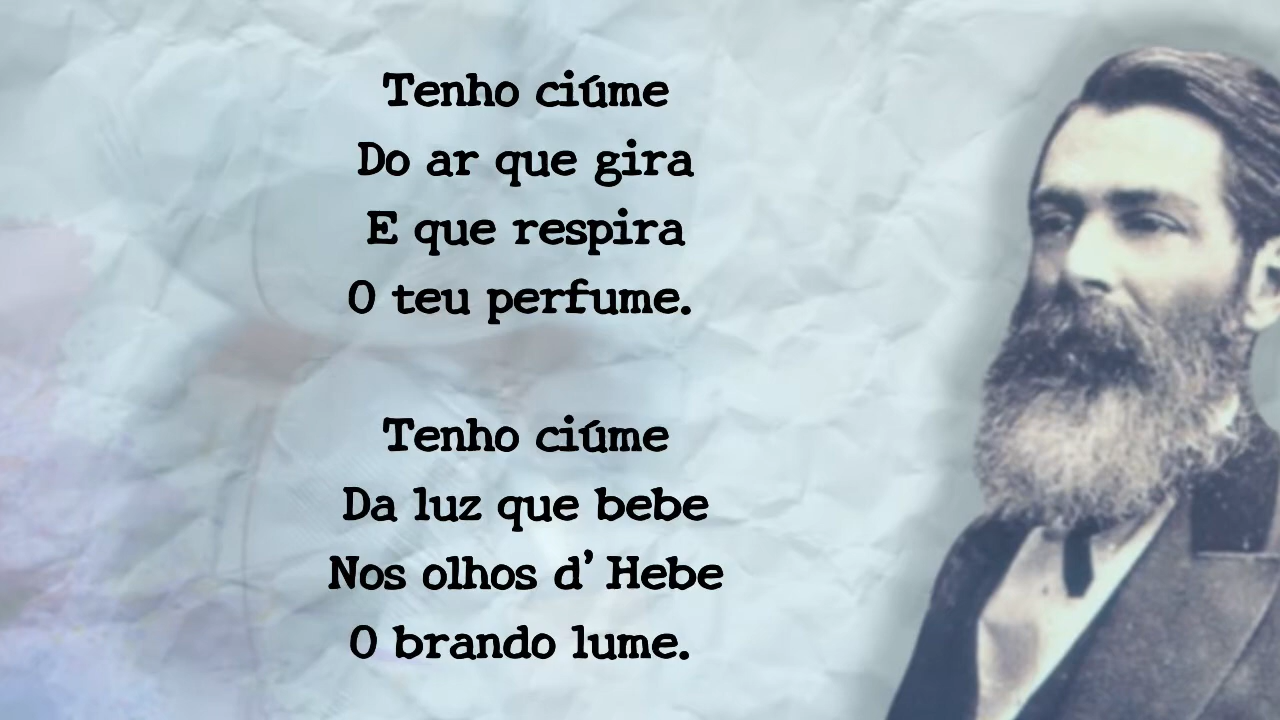 Tenho ciúme
Do ar que gira
E que respira
O teu perfume.
Tenho ciúme
Da luz que bebe
Nos olhos d’ Hebe
O brando lume.